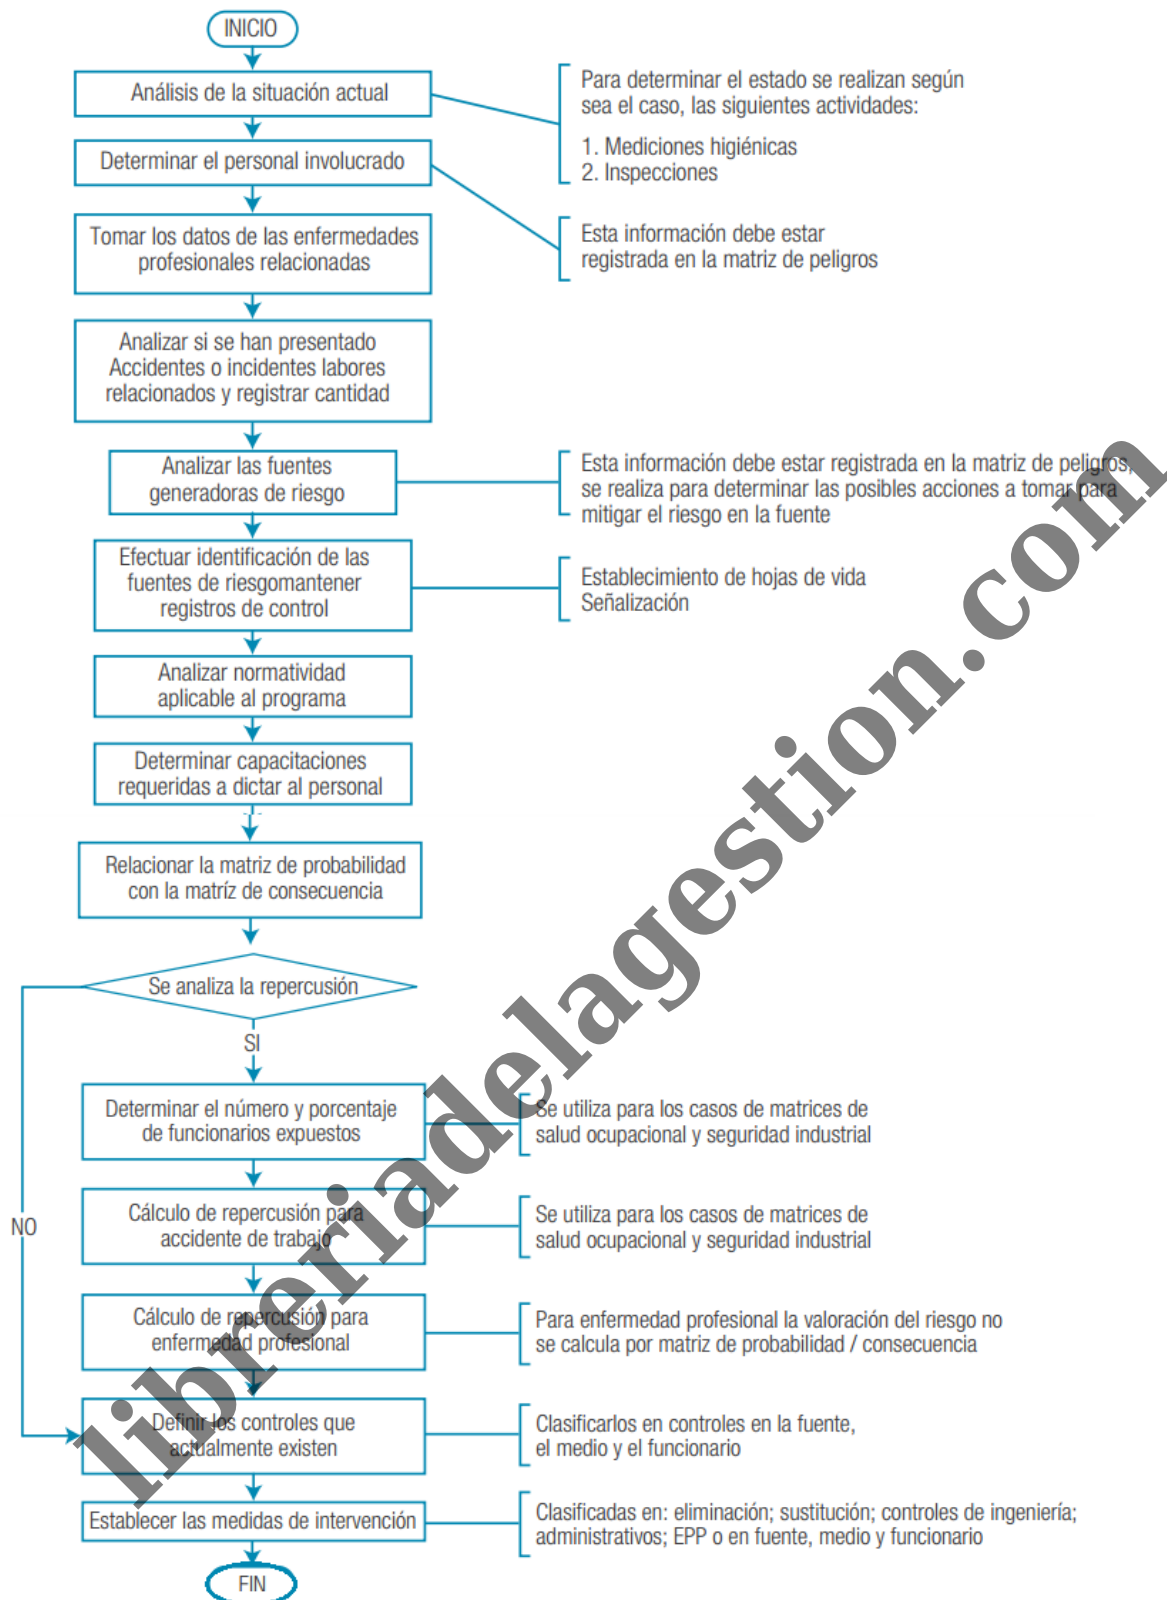 INICIO
Análisis de la situación actual
Para determinar el estado se realizan según
sea el caso, las siguientes actividades:
1. Mediciones higiénicas
2. Inspecciones
Determinar el personal involucrado
Esta información debe estar
registrada en la matriz de peligros
Tomar los datos de las enfermedades
profesionales relacionadas
Analizar si se han presentado
Accidentes o incidentes labores
relacionados y registrar cantidad
Analizar las fuentes
generadoras de riesgo
Esta información debe estar registrada en la matriz de peligros,
se realiza para determinar las posibles acciones a tomar para
mitigar el riesgo en la fuente
Efectuar identificación de las
fuentes de riesgomantener
registros de control
Establecimiento de hojas de vida
Señalización
Analizar normatividad
aplicable al programa
Determinar capacitaciones
requeridas a dictar al personal
Relacionar la matriz de probabilidad
con la matríz de consecuencia
Se analiza la repercusión
SI
NO
Determinar el número y porcentaje
de funcionarios expuestos
Se utiliza para los casos de matrices de
salud ocupacional y seguridad industrial
Cálculo de repercusión para
accidente de trabajo
Se utiliza para los casos de matrices de
salud ocupacional y seguridad industrial
Cálculo de repercusión para
enfermedad profesional
Para enfermedad profesional la valoración del riesgo no
se calcula por matriz de probabilidad / consecuencia
Definir los controles que
actualmente existen
Clasificarlos en controles en la fuente,
el medio y el funcionario
Establecer las medidas de intervención
Clasificadas en: eliminación; sustitución; controles de ingeniería;
administrativos; EPP o en fuente, medio y funcionario
FIN
libreriadelagestion.com